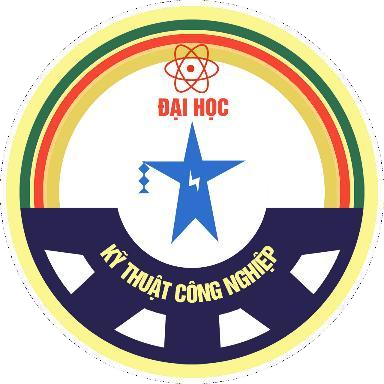 ĐẠI HỌC
KỸ THUẬT CÔNG NGHIỆP